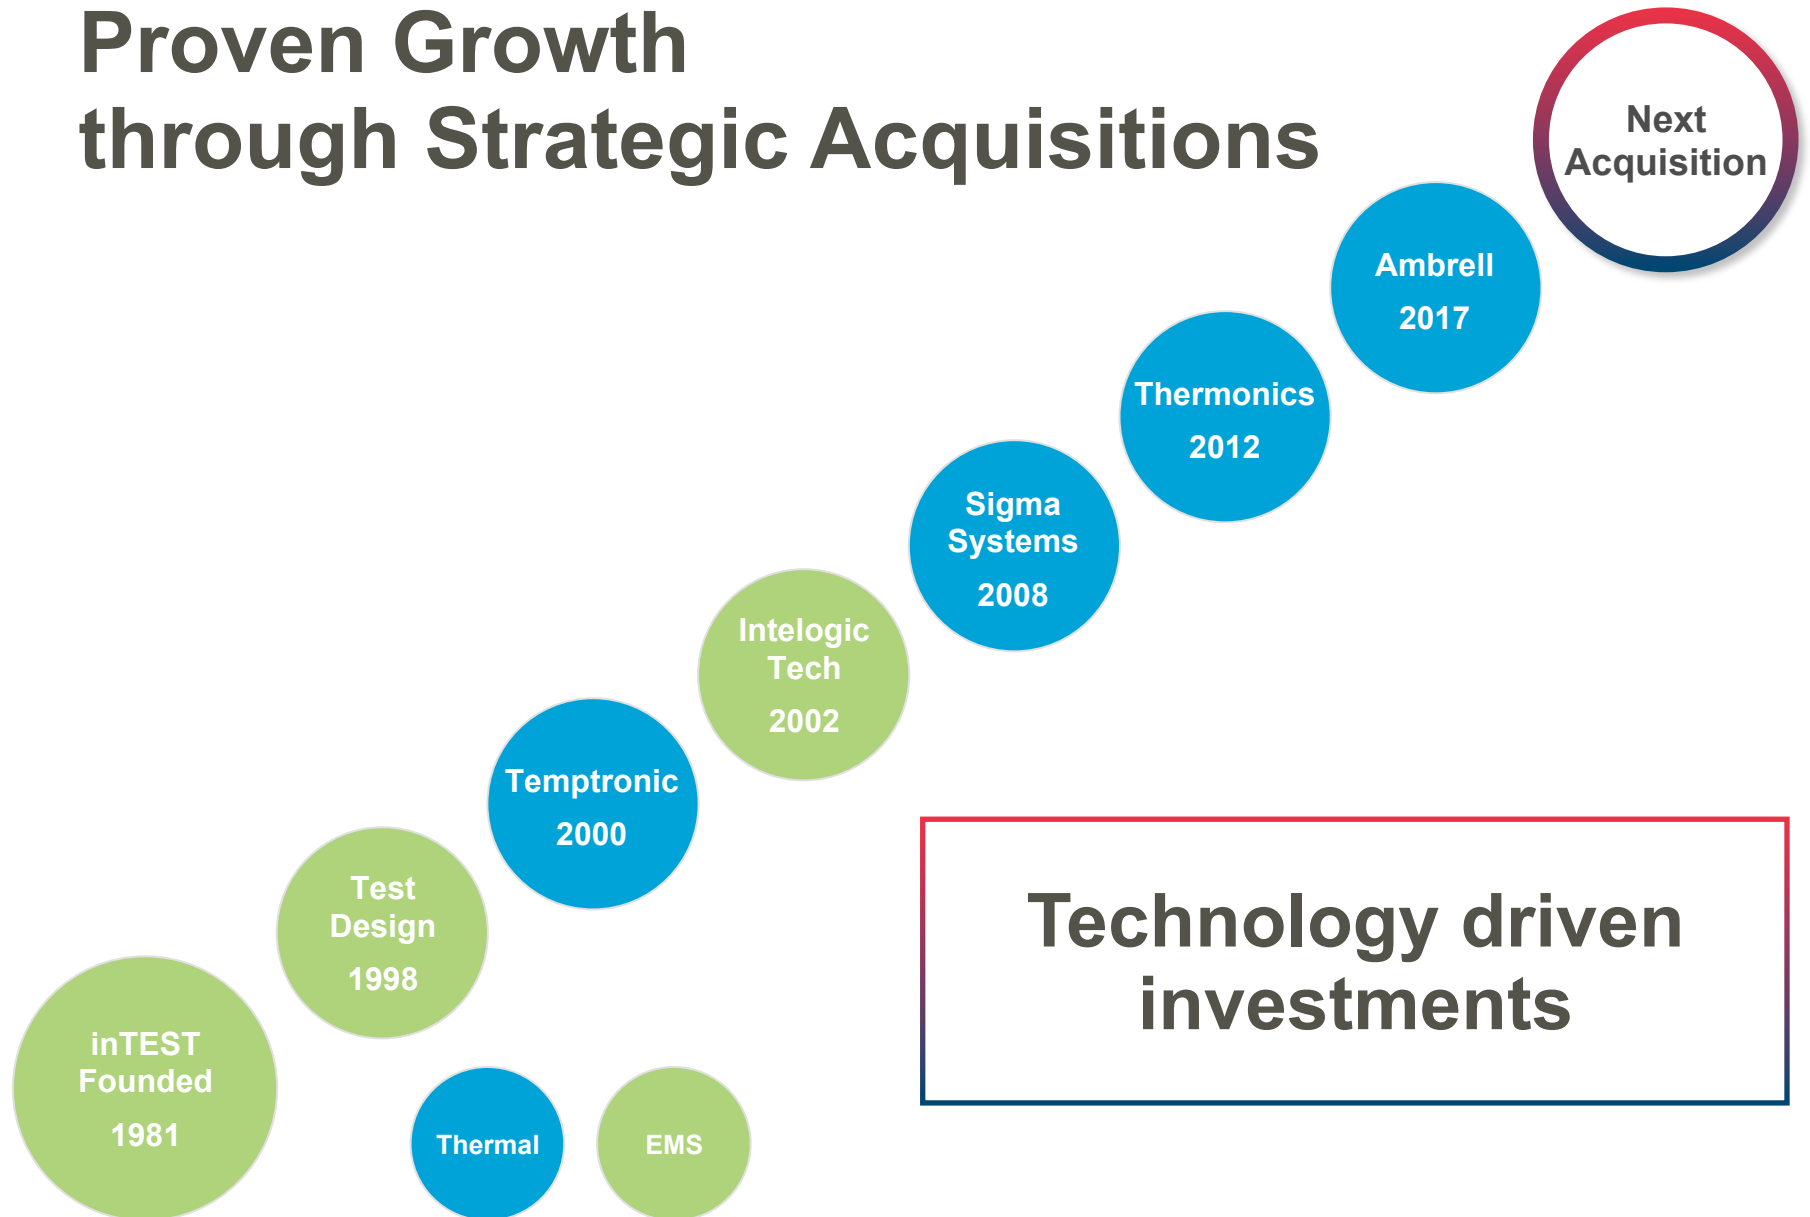 Proven Growth
through Strategic Acquisitions
Next
Acquisition
Ambrell
2017
Thermonics
2012
Sigma
Systems
2008
Intelogic
Tech
2002
Temptronic
2000
Test
Design
1998
inTEST
Founded
1981
Thermal
EMS
Technology driven
investments